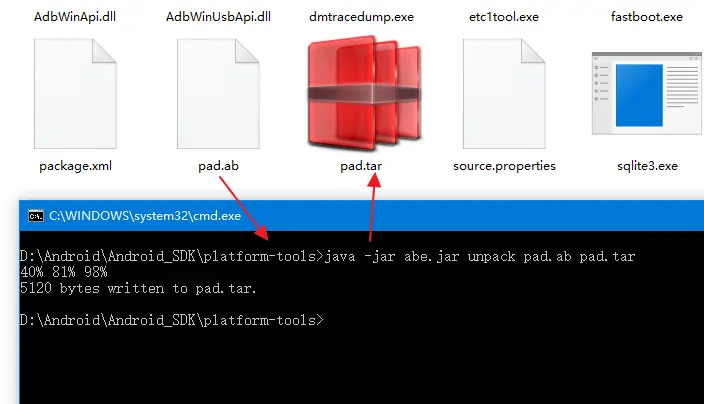 AdbWinApi.dll
AdbWinUsbApi.dll
dmtracedump.exe
etc1tool.exe
fastboot.exe
package.xml
pad.ab
pad.tar
source.properties
sqlite3.exe
C:\WINDOWS\system32\cmd.exe
D:\Android\Android_SDK\platform-tools>java -jar abe.jar unpack pad.ab pad.tar
40% 81% 98%
5120 bytes written to pad.tar.
D:\Android\Android_SDK\platform-tools>